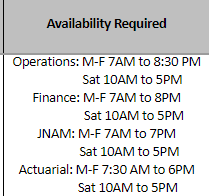 Availability Required
Operations: M-F 7AM to 8:30 PM
Sat 10AM to 5PM
Finance: M-F 7AM to 8PM
Sat 10AM to 5PM
JNAM: M-F 7AM to 7PM
Sat 10AM to 5PM
Actuarial: M-F 7:30 AM to 6PM
Sat 10AM to 5PM